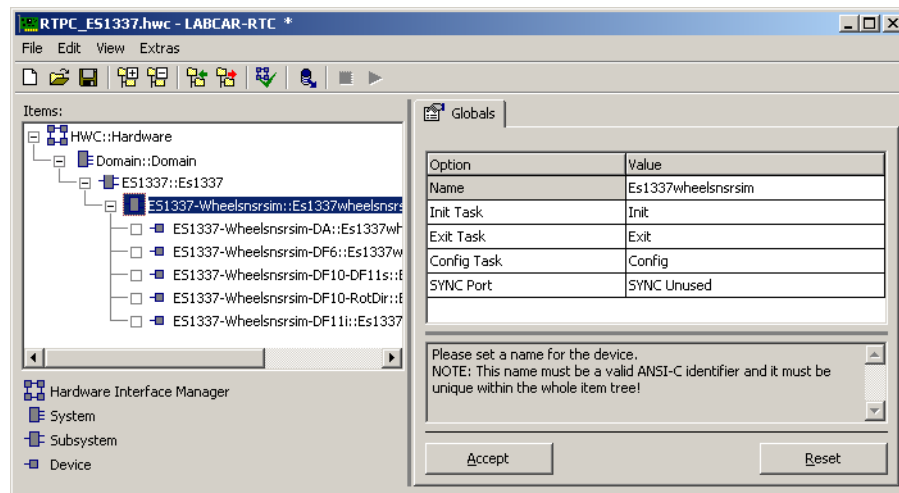 RTPC_ES1337.hwc - LABCAR-RTC *
File Edit View Extras
Items:
HWC::Hardware
Domain::Domain
ES1337::Es1337
ES1337-Wheelsnsrsim::Es1337wheelsnsrs
ES1337-Wheelsnsrsim-DA::Es1337wh
ES1337-Wheelsnsrsim-DF6::Es1337w
ES1337-Wheelsnsrsim-DF10-DF11s::E
ES1337-Wheelsnsrsim-DF10-RotDir::E
ES1337-Wheelsnsrsim-DF11i::Es1337
Hardware Interface Manager
System
Subsystem
Device
Globals
Option Value
Name Es1337wheelsnsrsim
Init Task Init
Exit Task Exit
Config Task Config
SYNC Port SYNC Unused
Please set a name for the device.
NOTE: This name must be a valid ANSI-C identifier and it must be
unique within the whole item tree!
Accept Reset